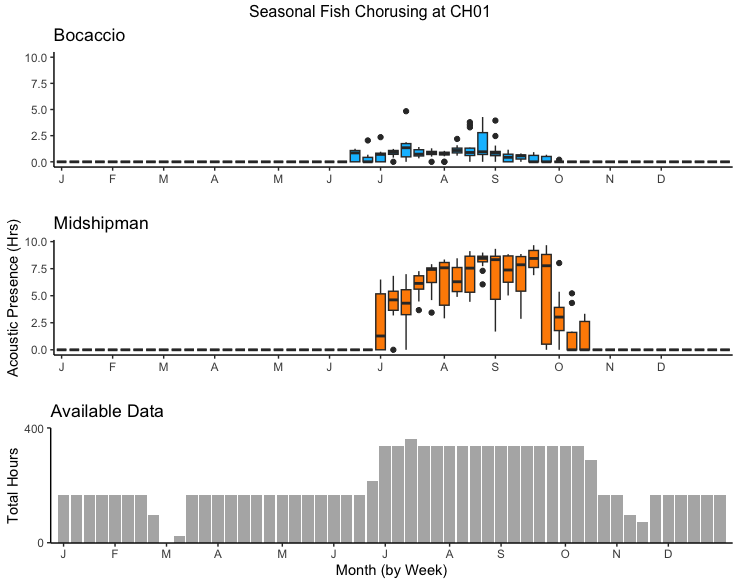 Seasonal Fish Chorusing at CH01
Bocaccio
10.0
7.5
5.0
2.5
0.0
J F M A M J J A S O N D
Midshipman
Acoustic Presence (Hrs)
10.0
7.5
5.0
2.5
0.0
J F M A M J J A S O N D
Available Data
Total Hours
400
0
J F M A M J J A S O N D
Month (by Week)